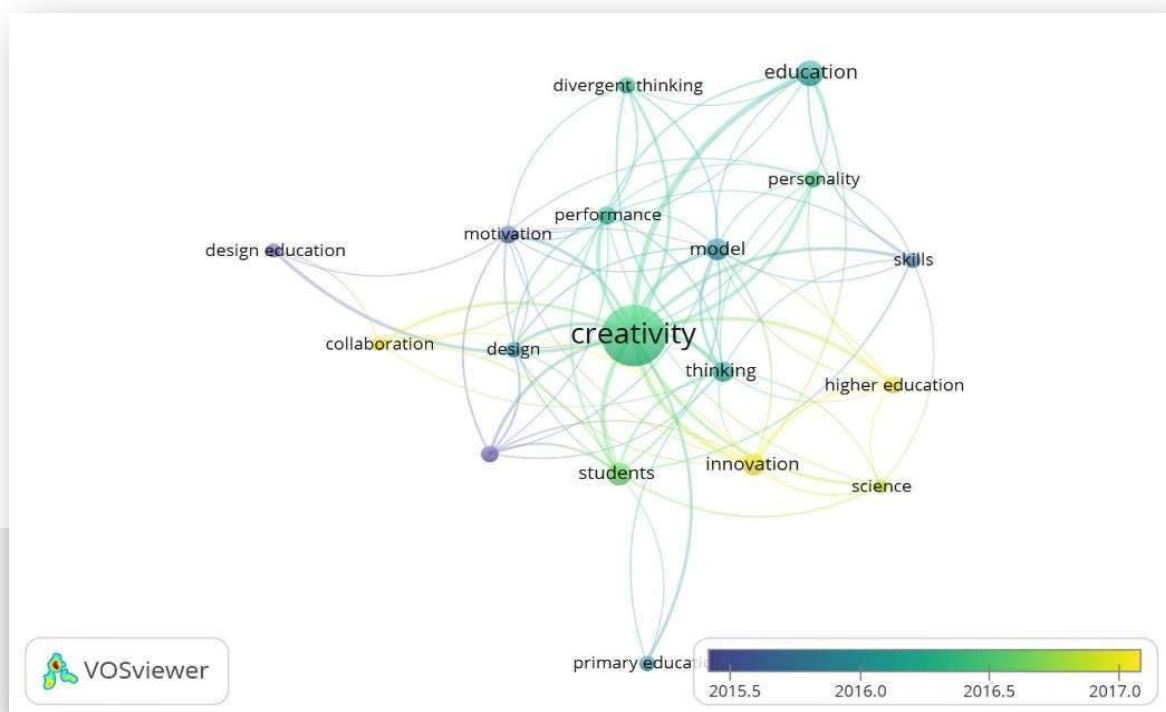 education
divergent thinking
personality
performance
motivation
model
design education
skills
creativity
collaboration
design
thinking
higher education
innovation
students
science
primary educati
VOSviewer
2015.5 2016.0 2016.5 2017.0